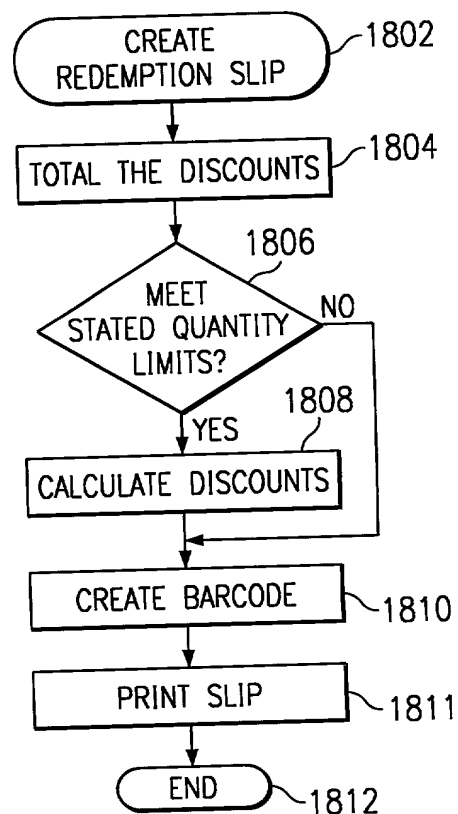 CREATE
REDEMPTION SLIP
1802
TOTAL THE DISCOUNTS
1804
1806
MEET
STATED QUANTITY
LIMITS?
NO
YES
1808
CALCULATE DISCOUNTS
CREATE BARCODE
1810
PRINT SLIP
1811
END
1812